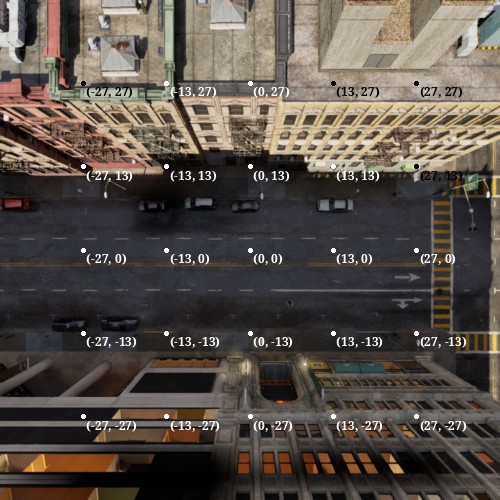 (-27, 27) (-13, 27) (0, 27) (13, 27) (27, 27)
(-27, 13) (-13, 13) (0, 13) (13, 13) (27, 13)
(-27, 0) (-13, 0) (0, 0) (13, 0) (27, 0)
(-27, -13) (-13, -13) (0, -13) (13, -13) (27, -13)
(-27, -27) (-13, -27) (0, -27) (13, -27) (27, -27)